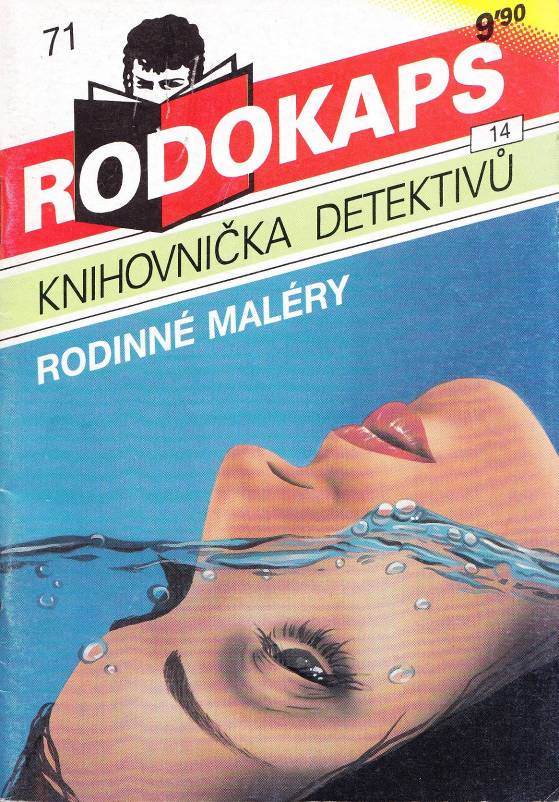 71
9'90
RODOKAPS
14
KNIHOVNIČKA DETEKTIVŮ
RODINNÉ MALÉRY